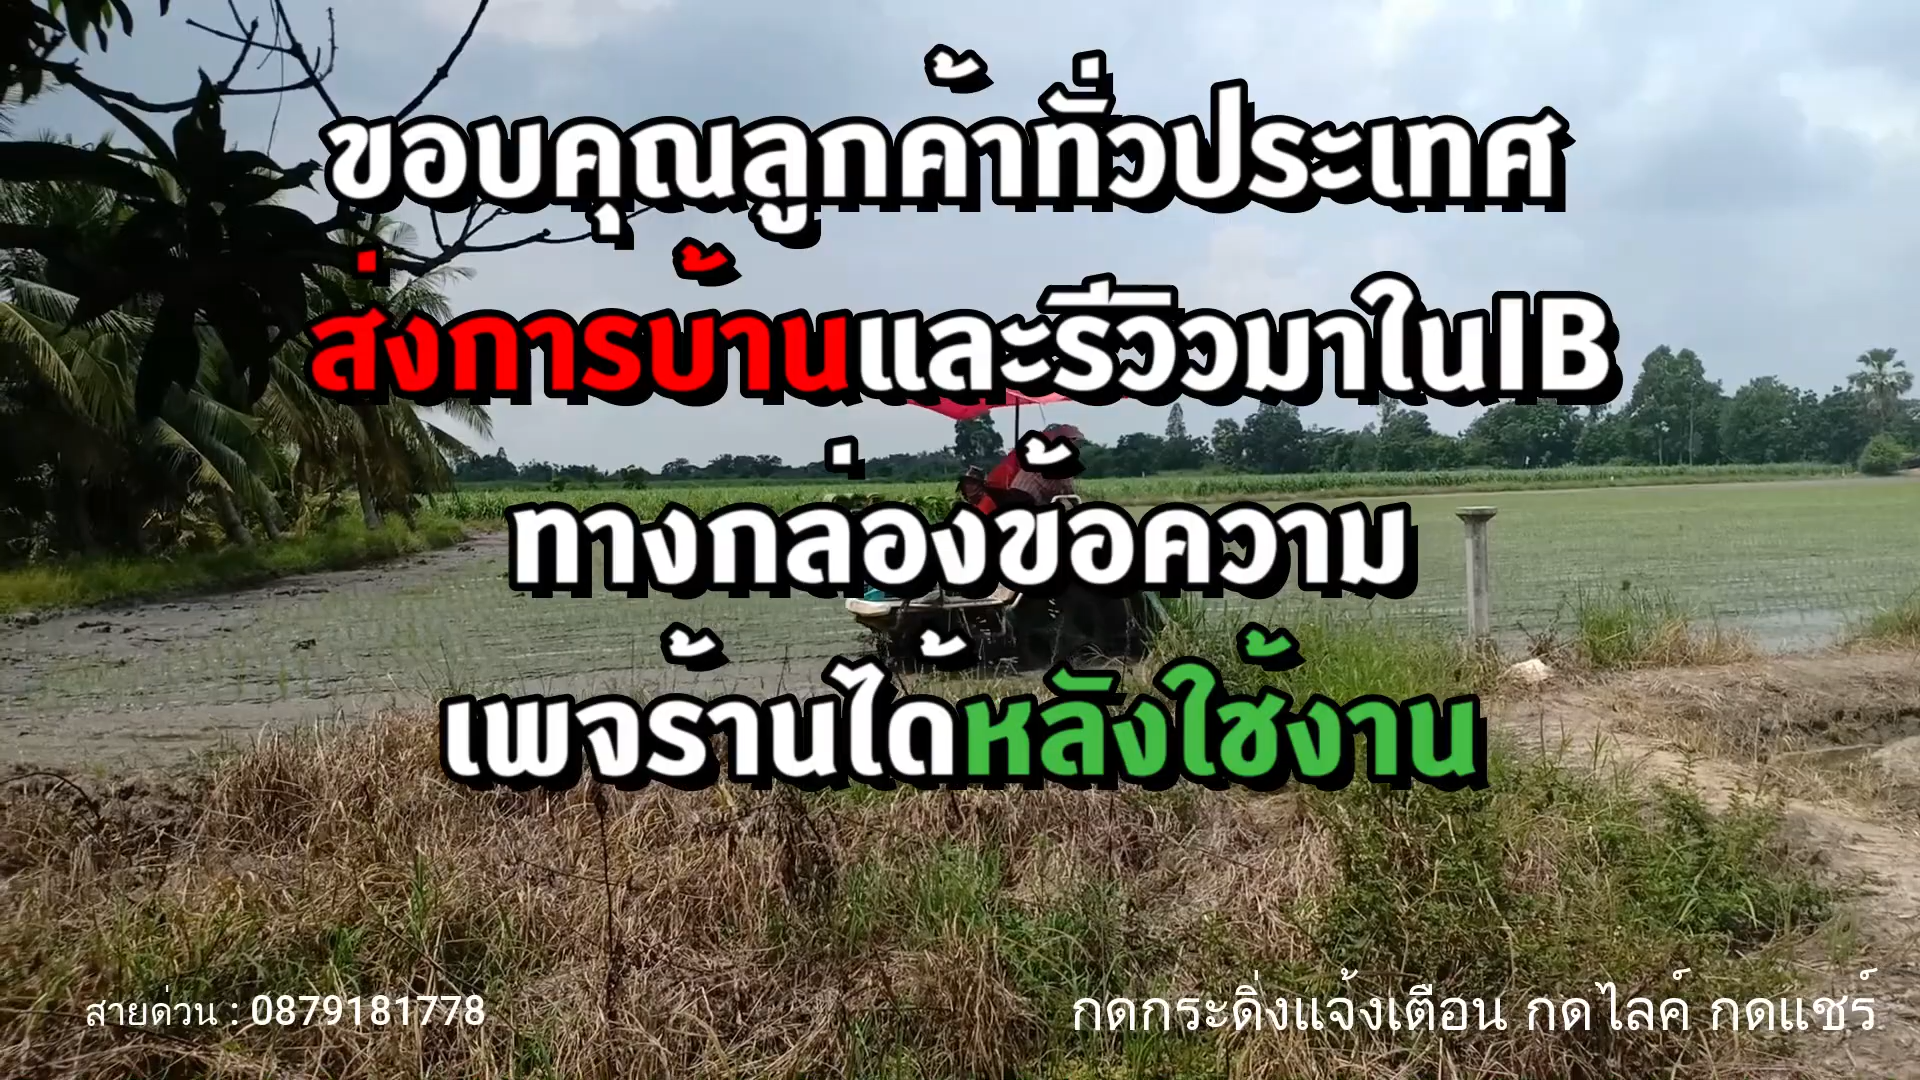 ขอบคุณลูกค้าทั่วประเทศ
ส่งการบ้านและรีวิวมาในIB
ทางกล่องข้อความ
เพจร้านได้หลังใช้งาน
สายด่วน : 0879181778
กดกระดิ่งแจ้งเตือน กดไลค์ กดแชร์